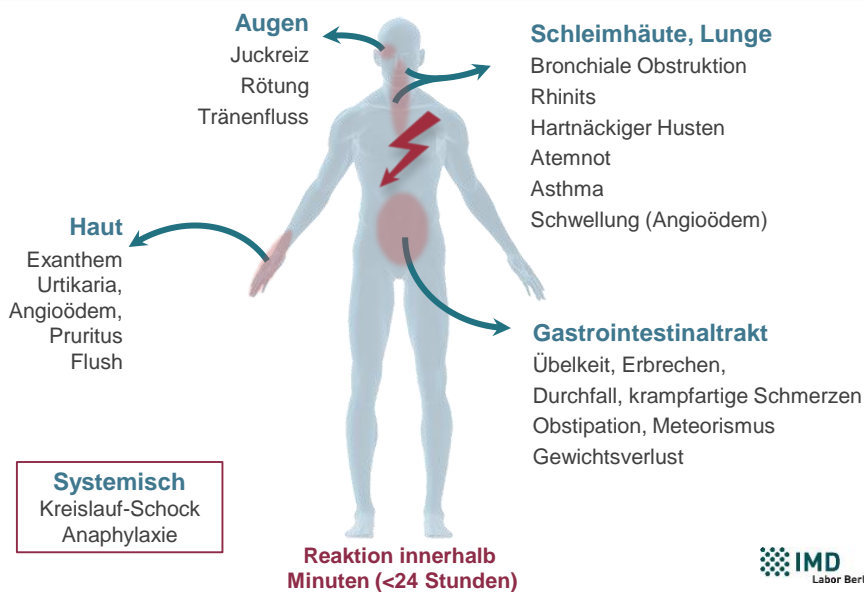 Augen
Juckreiz
Rötung
Tränenfluss
Schleimhäute, Lunge
Bronchiale Obstruktion
Rhinits
Hartnäckiger Husten
Atemnot
Asthma
Schwellung (Angioödem)
Haut
Exanthem
Urtikaria,
Angioödem,
Pruritus
Flush
Gastrointestinaltrakt
Übelkeit, Erbrechen,
Durchfall, krampfartige Schmerzen
Obstipation, Meteorismus
Gewichtsverlust
Systemisch
Kreislauf-Schock
Anaphylaxie
Reaktion innerhalb
Minuten (<24 Stunden)
IMD
Labor Berl